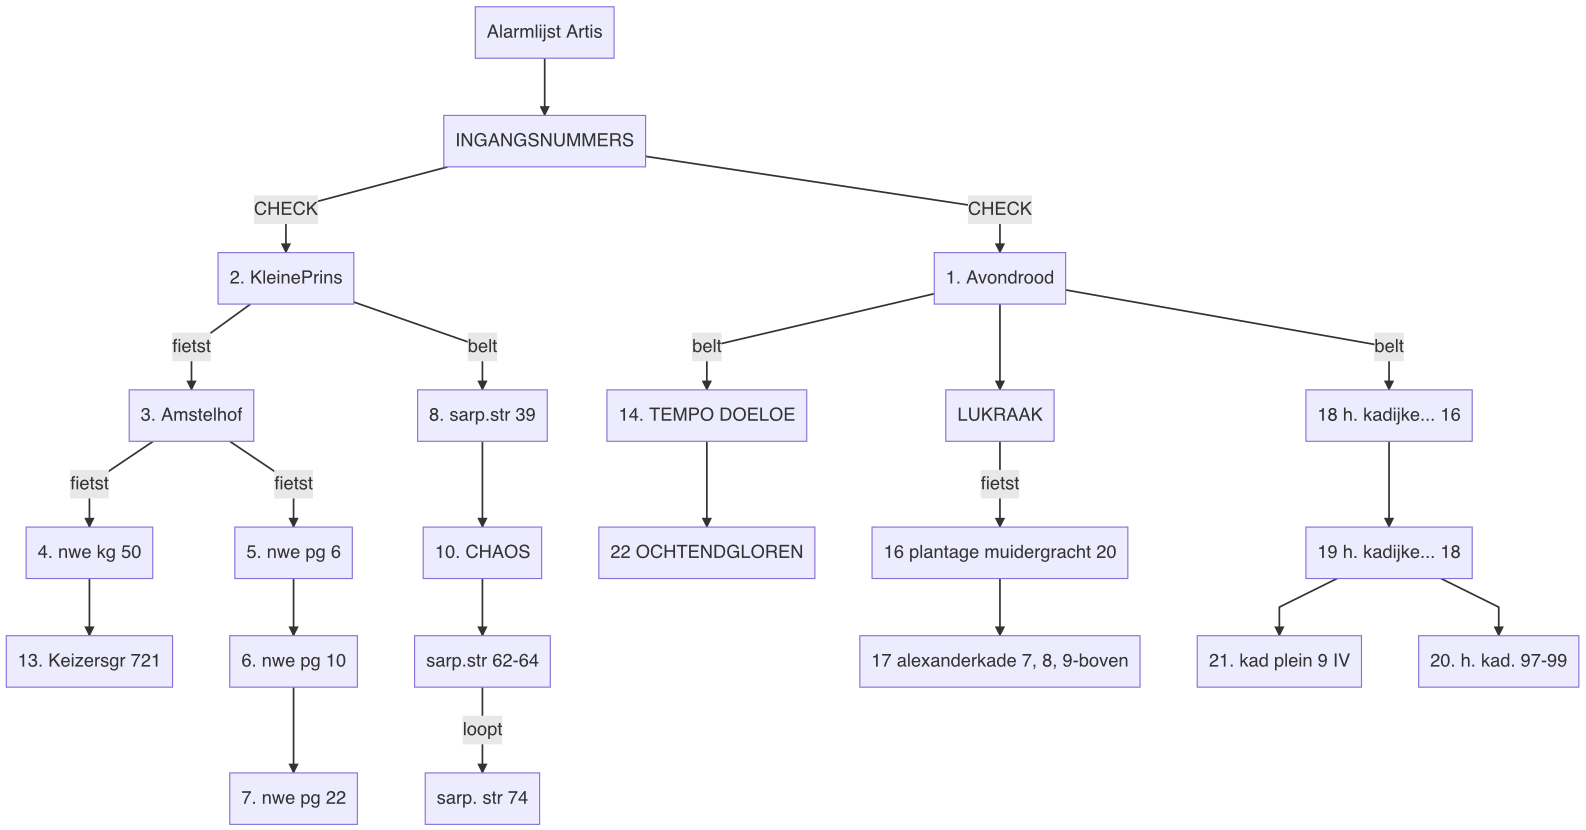 Alarmlijst Artis
INGANGSNUMMERS
CHECK
CHECK
2. KleinePrins
1. Avondrood
fietst
belt
belt
belt
3. Amstelhof
8. sarp.str 39
14. TEMPO DOELOE
LUKRAAK
18 h. kadijke... 16
fietst
fietst
fietst
4. nwe kg 50
5. nwe pg 6
10. CHAOS
22 OCHTENDGLOREN
16 plantage muidergracht 20
19 h. kadijke... 18
13. Keizersgr 721
6. nwe pg 10
sarp.str 62-64
17 alexanderkade 7, 8, 9-boven
21. kad plein 9 IV
20. h. kad. 97-99
loopt
7. nwe pg 22
sarp. str 74